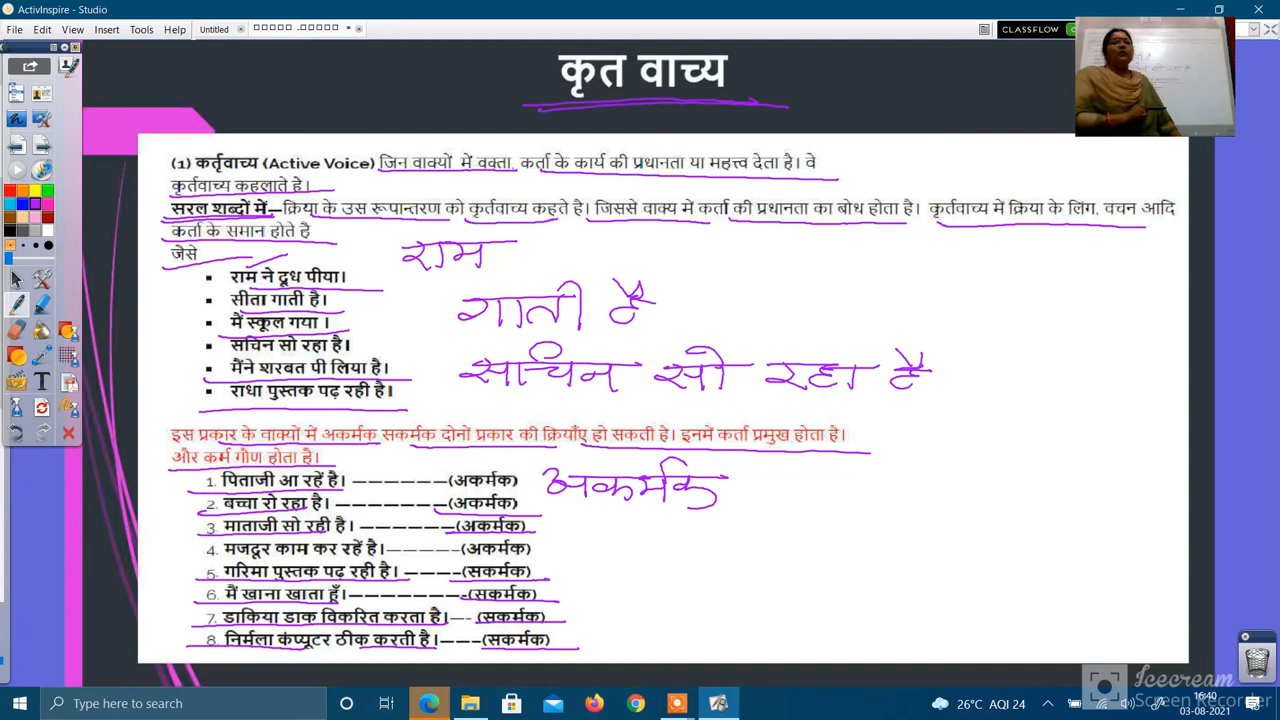 ActivInspire - Studio
File Edit View Insert Tools Help Untitled CLASSFLOW
कृत वाच्य
(1) कर्तृवाच्य (Active Voice) जिन वाक्यों में वक्ता. कर्ता के कार्य की प्रधानता या महत्त्व देता है। वे
कृर्तवाच्य कहलाते है।
सरल शब्दों में—क्रिया के उस रूपान्तरण को कृर्तवाच्य कहते है। जिससे वाक्य में कर्ता की प्रधानता का बोध होता है। कृर्तवाच्य में क्रिया के लिंग, वचन आदि
कर्ता के समान होते है
जेसे
राम
▪ राम ने दूध पीया।
▪ सीता गाती है।
गाती है
▪ मैं स्कूल गया ।
▪ सचिन सो रहा है।
▪ मैंने शरबत पी लिया है।
सचिन सो रहा है
▪ राधा पुस्तक पढ़ रही है।
इस प्रकार के वाक्यों में अकर्मक सकर्मक दोनों प्रकार की क्रियाँए हो सकती है। इनमें कर्ता प्रमुख होता है।
और कर्म गौण होता है।
1. पिताजी आ रहें है। ——————(अकर्मक)
अकर्मक
2. बच्चा रो रहा है। ———————(अकर्मक)
3. माताजी सो रही है। ——————(अकर्मक)
4. मजदूर काम कर रहें है।—————(अकर्मक)
5. गरिमा पुस्तक पढ़ रही है। ————(सकर्मक)
6. मैं खाना खाता हूँ।————————(सकर्मक)
7. डाकिया डाक विकरित करता है।—- (सकर्मक)
8. निर्मला कंप्यूटर ठीक करती है।———(सकर्मक)
Icecream
Screen Recorder
Type here to search
26°C AQI 24
16:40
03-08-2021